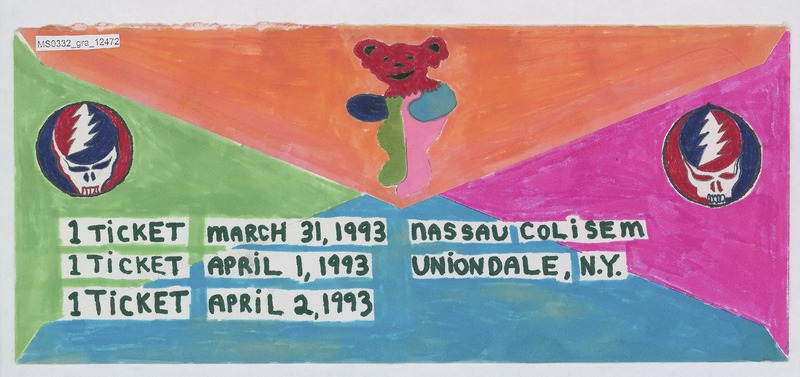 MS0332_gra_12472
1 TICKET MARCH 31, 1993 NASSAU COLISEM
1 TICKET APRIL 1, 1993 UNIONDALE, N.Y.
1 TICKET APRIL 2, 1993